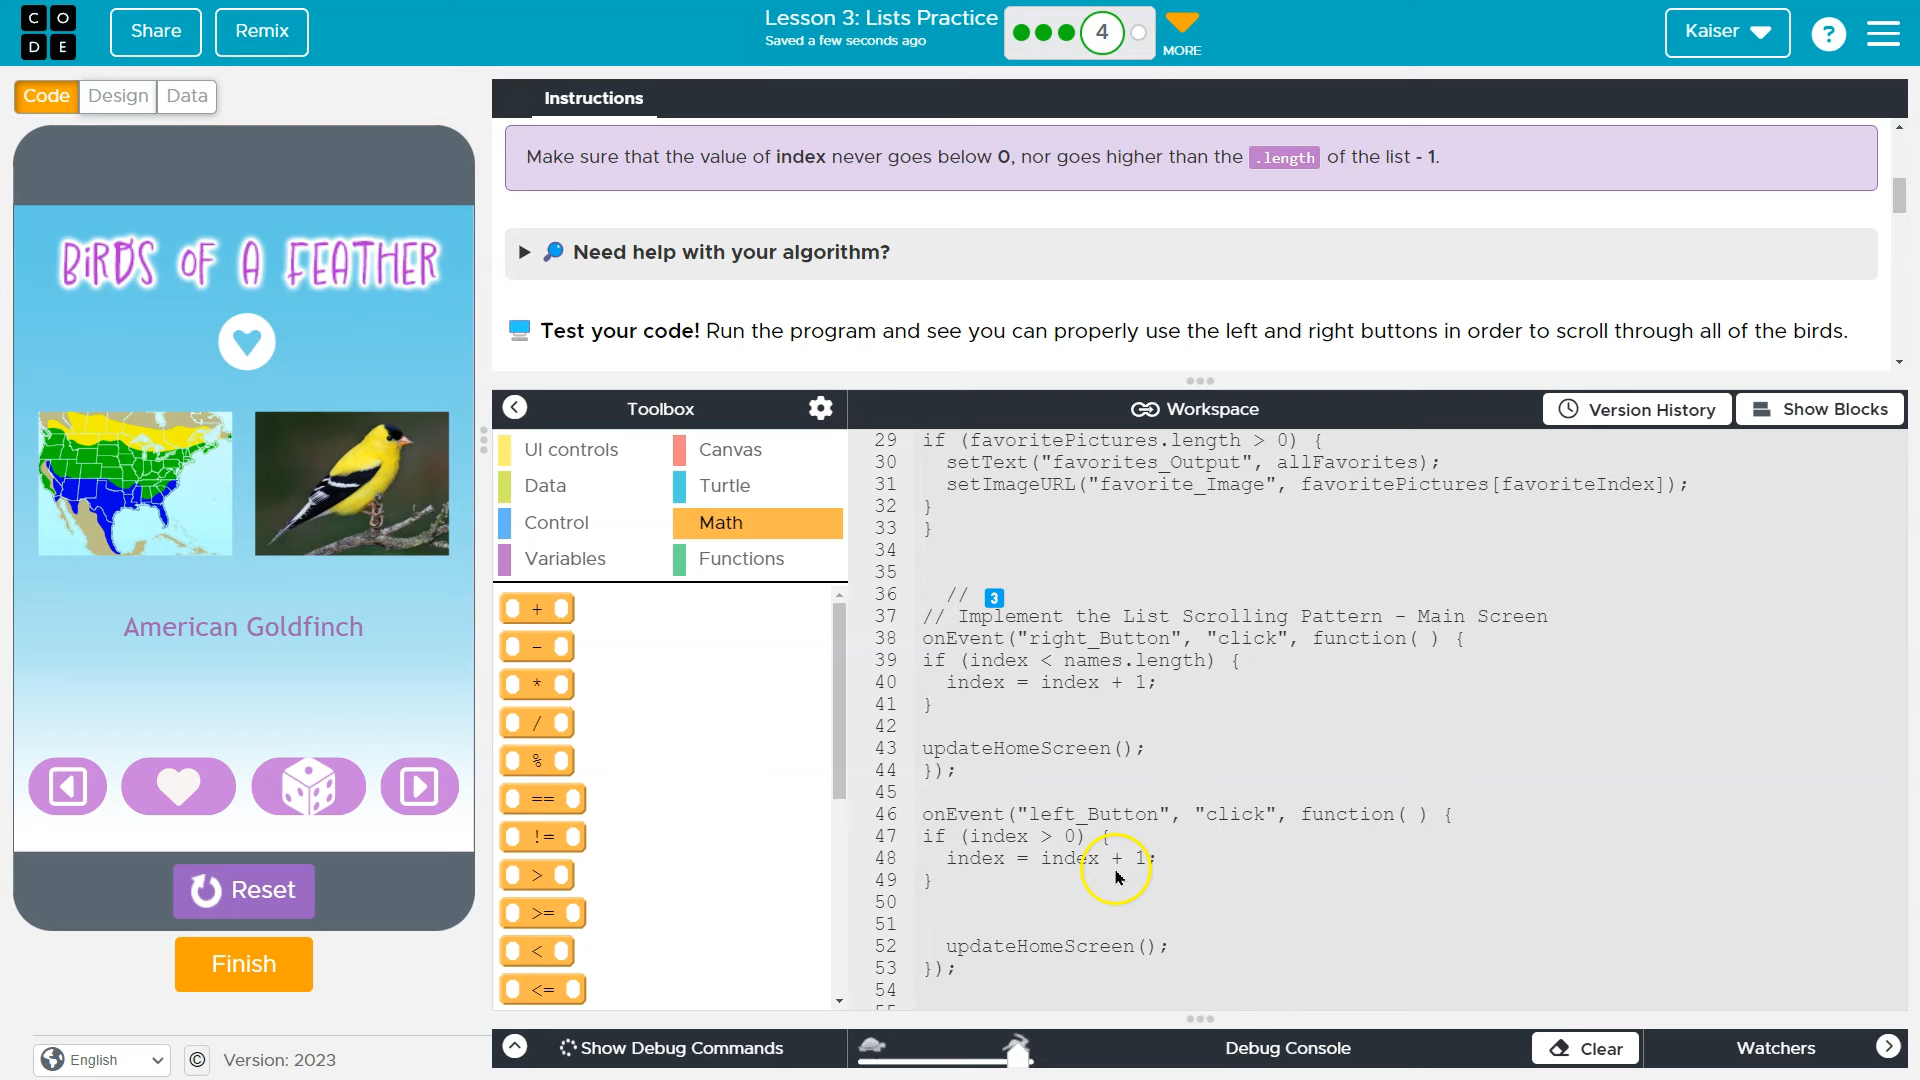 CODE
Share
Remix
Lesson 3: Lists Practice
Saved a few seconds ago
4
MORE
Kaiser
?
Code
Design
Data
Instructions
Make sure that the value of index never goes below 0, nor goes higher than the .length of the list - 1.
Need help with your algorithm?
Test your code! Run the program and see you can properly use the left and right buttons in order to scroll through all of the birds.
BIRDS OF A FEATHER
American Goldfinch
Reset
Finish
English
©
Version: 2023
Toolbox
UI controls
Canvas
Data
Turtle
Control
Math
Variables
Functions
+
-
*
/
%
==
!=
>
>=
<
<=
Workspace
Version History
Show Blocks
29 if (favoritePictures.length > 0) {
30 setText("favorites_Output", allFavorites);
31 setImageURL("favorite_Image", favoritePictures[favoriteIndex]);
32 }
33 }
34
35
36 // 3
37 // Implement the List Scrolling Pattern - Main Screen
38 onEvent("right_Button", "click", function( ) {
39 if (index < names.length) {
40 index = index + 1;
41 }
42
43 updateHomeScreen();
44 });
45
46 onEvent("left_Button", "click", function( ) {
47 if (index > 0) {
48 index = index + 1;
49 }
50
51
52 updateHomeScreen();
53 });
54
Show Debug Commands
Debug Console
Clear
Watchers